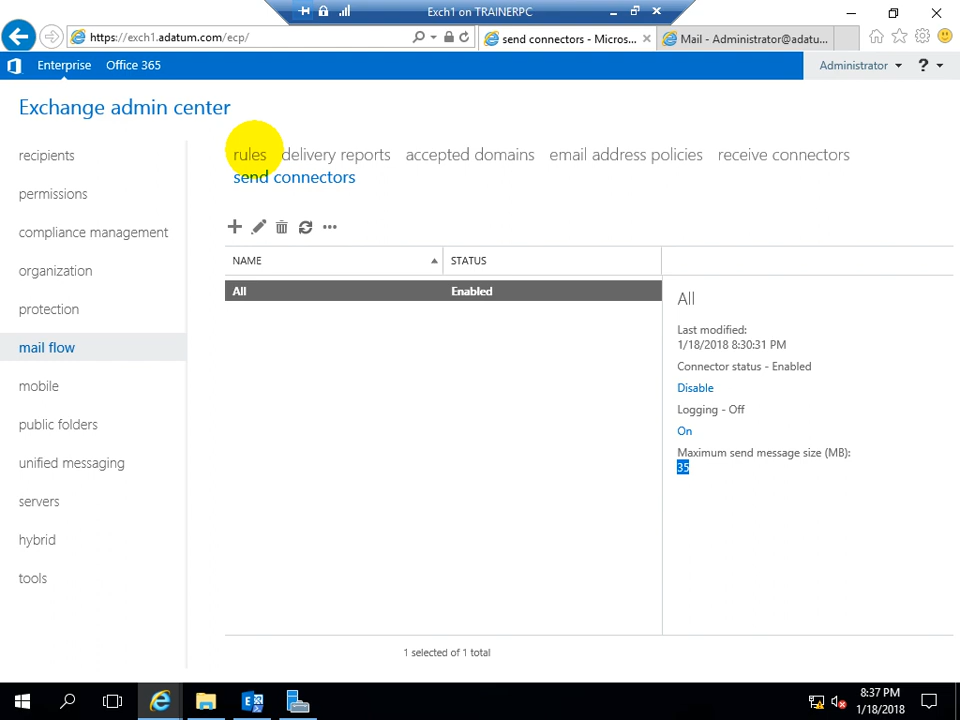 Exch1 on TRAINERPC
https://exch1.adatum.com/ecp/
send connectors - Micros...
Mail - Administrator@adatu...
Enterprise
Office 365
Administrator
?
Exchange admin center
recipients
permissions
compliance management
organization
protection
mail flow
mobile
public folders
unified messaging
servers
hybrid
tools
rules
delivery reports
accepted domains
email address policies
receive connectors
send connectors
NAME
STATUS
All
Enabled
All
Last modified:
1/18/2018 8:30:31 PM
Connector status - Enabled
Disable
Logging - Off
On
Maximum send message size (MB):
35
1 selected of 1 total
8:37 PM
1/18/2018